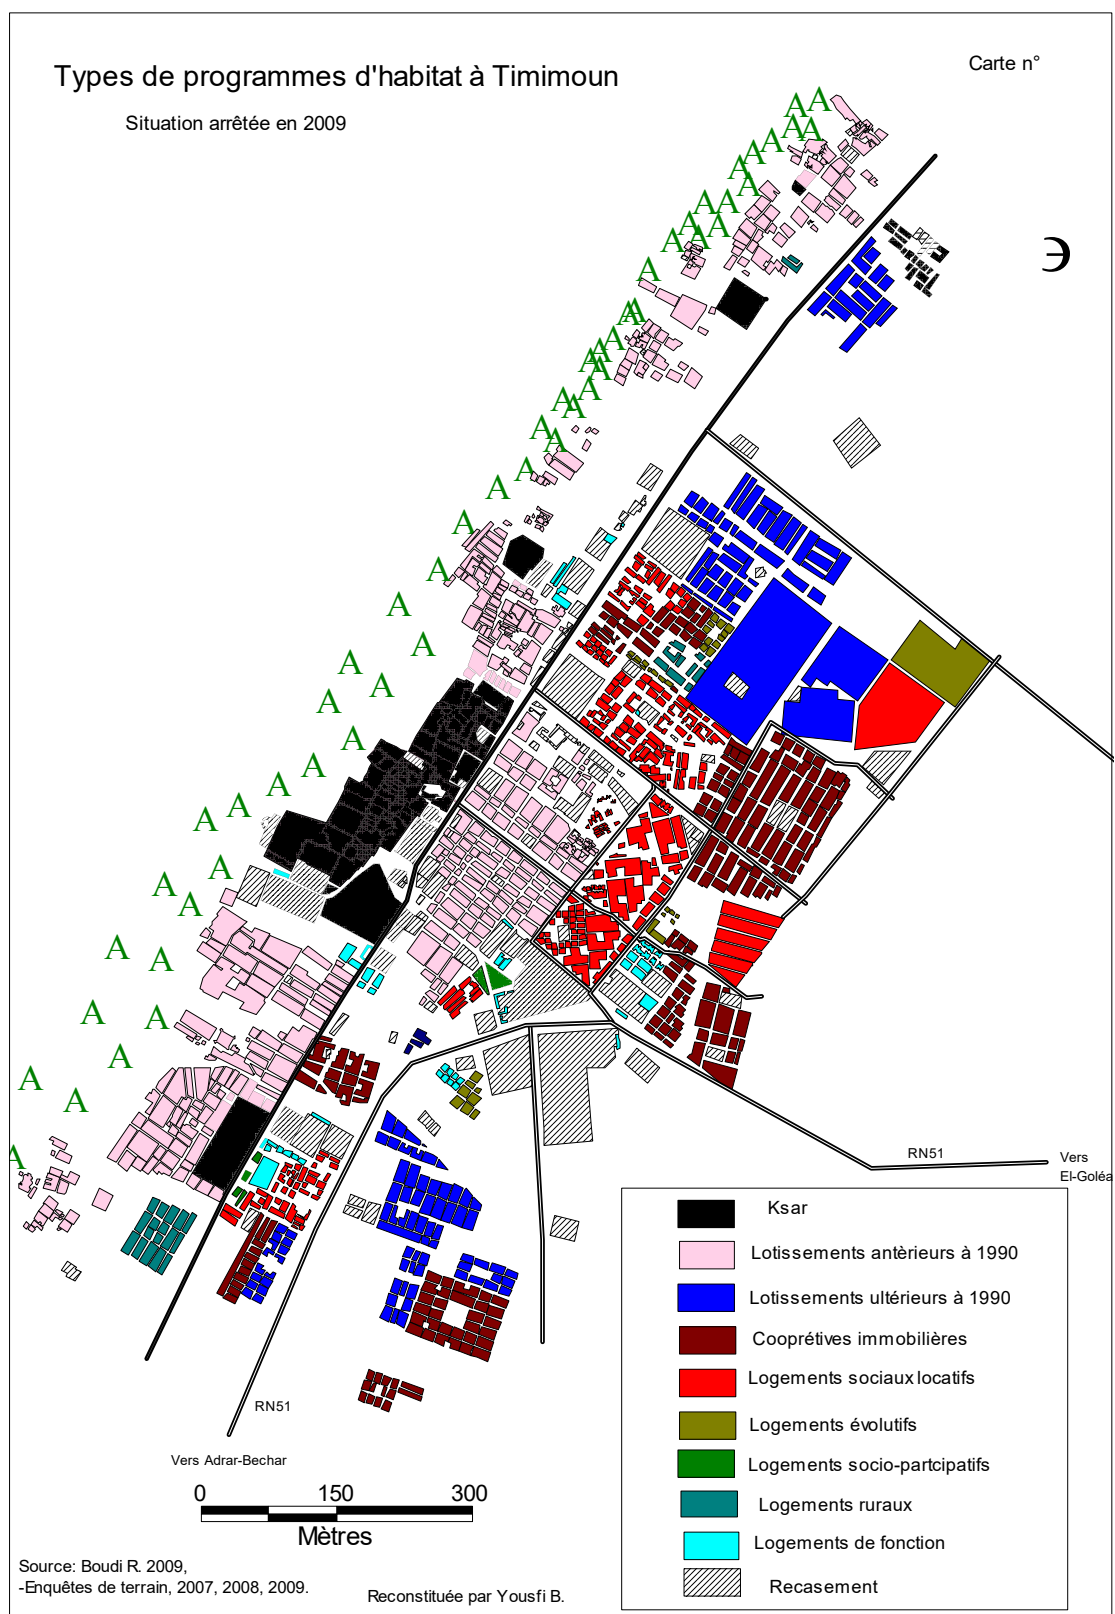 Types de programmes d'habitat à Timimoun
Carte n°
Situation arrêtée en 2009
RN51
Vers
El-Goléa
Ksar
Lotissements antèrieurs à 1990
Lotissements ultérieurs à 1990
Cooprétives immobilières
Logements sociaux locatifs
Logements évolutifs
Logements socio-partcipatifs
Logements ruraux
Logements de fonction
Recasement
RN51
Vers Adrar-Bechar
0 150 300
Mètres
Source: Boudi R. 2009,
-Enquêtes de terrain, 2007, 2008, 2009.
Reconstituée par Yousfi B.